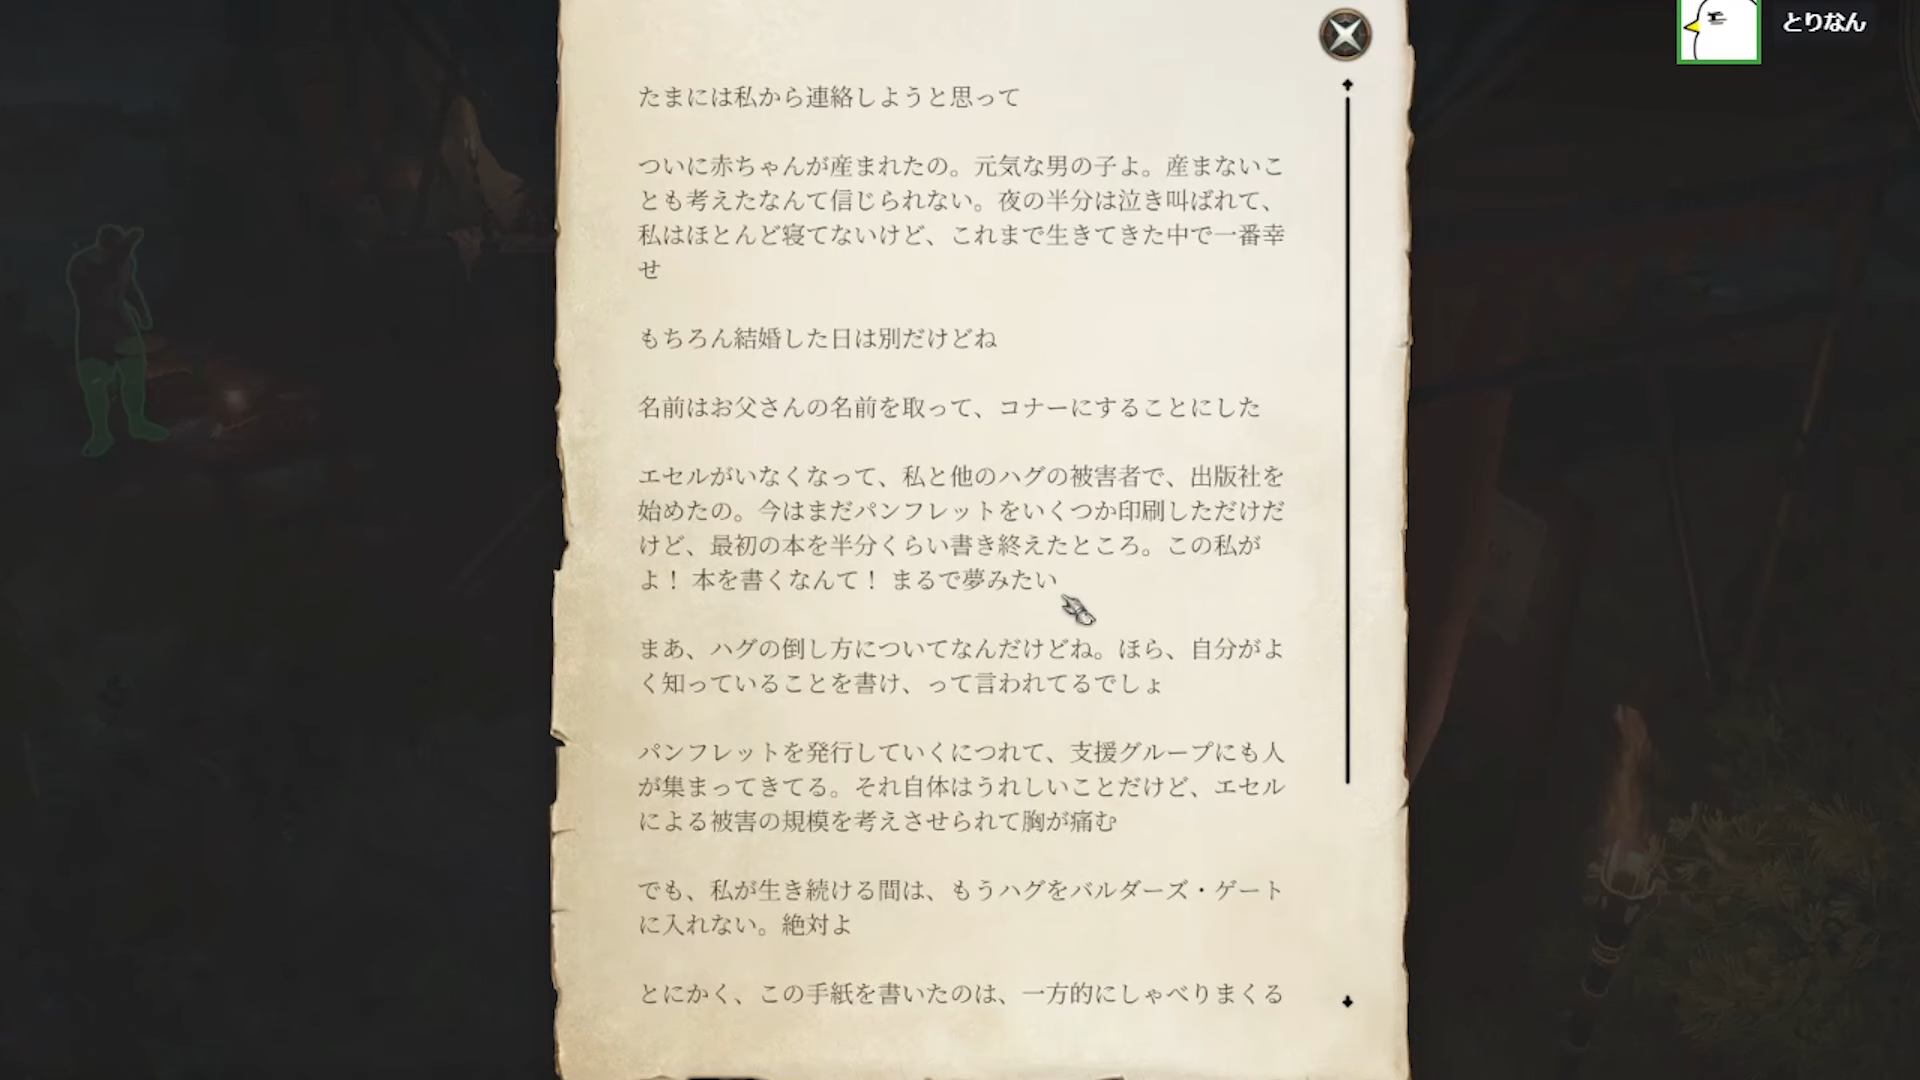 とりなん
たまには私から連絡しようと思って
ついに赤ちゃんが産まれたの。元気な男の子よ。産まないこ
とも考えたなんて信じられない。夜の半分は泣き叫ばれて、
私はほとんど寝てないけど、これまで生きてきた中で一番幸
せ
もちろん結婚した日は別だけどね
名前はお父さんの名前を取って、コナーにすることにした
エセルがいなくなって、私と他のハグの被害者で、出版社を
始めたの。今はまだパンフレットをいくつか印刷しただけだ
けど、最初の本を半分くらい書き終えたところ。この私が
よ！ 本を書くなんて！ まるで夢みたい
まあ、ハグの倒し方についてなんだけどね。ほら、自分がよ
く知っていることを書け、って言われてるでしょ
パンフレットを発行していくにつれて、支援グループにも人
が集まってきてる。それ自体はうれしいことだけど、エセル
による被害の規模を考えさせられて胸が痛む
でも、私が生き続ける間は、もうハグをバルダーズ・ゲート
に入れない。絶対よ
とにかく、この手紙を書いたのは、一方的にしゃべりまくる